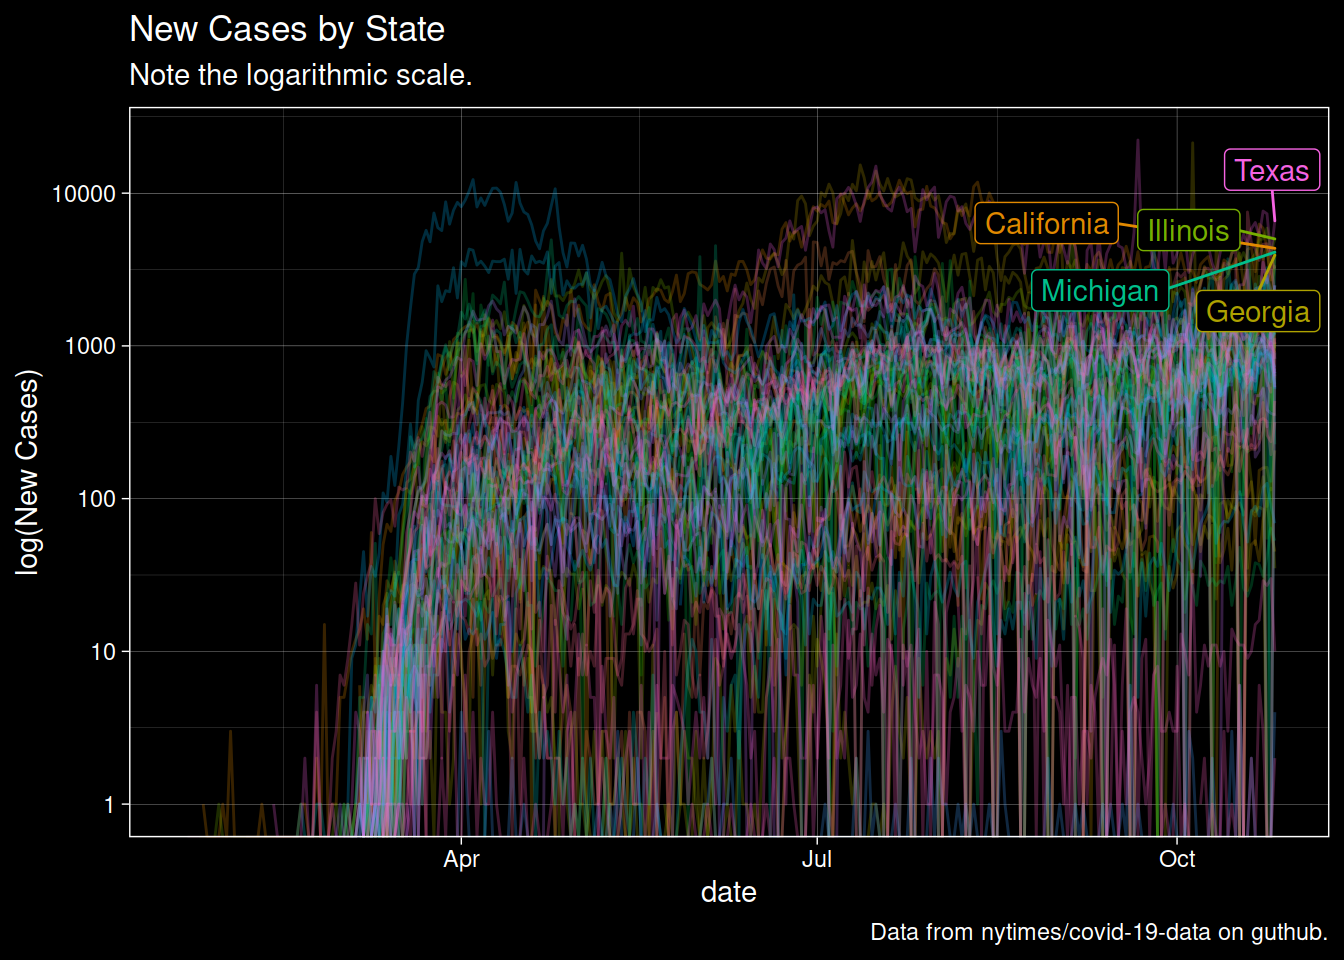 New Cases by State
Note the logarithmic scale.
log(New Cases)
10000
1000
100
10
1
Texas
California
Illinois
Michigan
Georgia
Apr
Jul
Oct
date
Data from nytimes/covid-19-data on guthub.